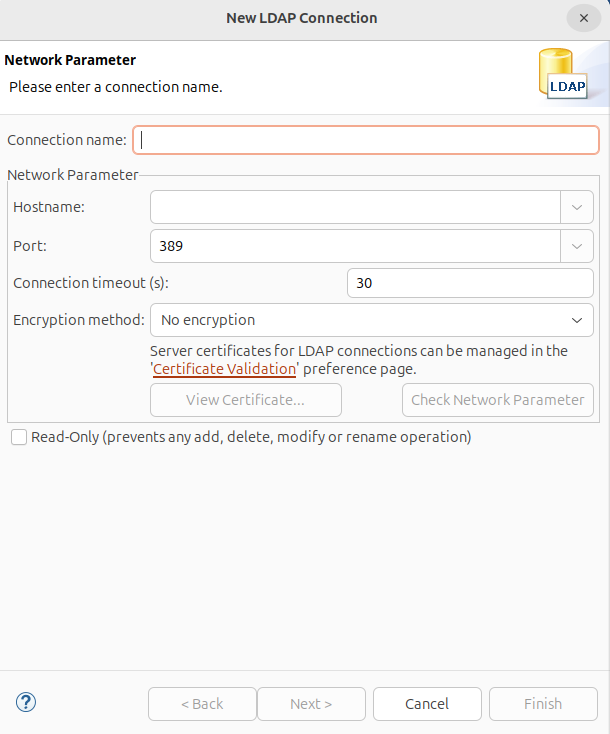 New LDAP Connection
Network Parameter
Please enter a connection name.
LDAP
Connection name:
Network Parameter
Hostname:
Port: 389
Connection timeout (s): 30
Encryption method: No encryption
Server certificates for LDAP connections can be managed in the
'Certificate Validation' preference page.
View Certificate... Check Network Parameter
Read-Only (prevents any add, delete, modify or rename operation)
? < Back Next > Cancel Finish